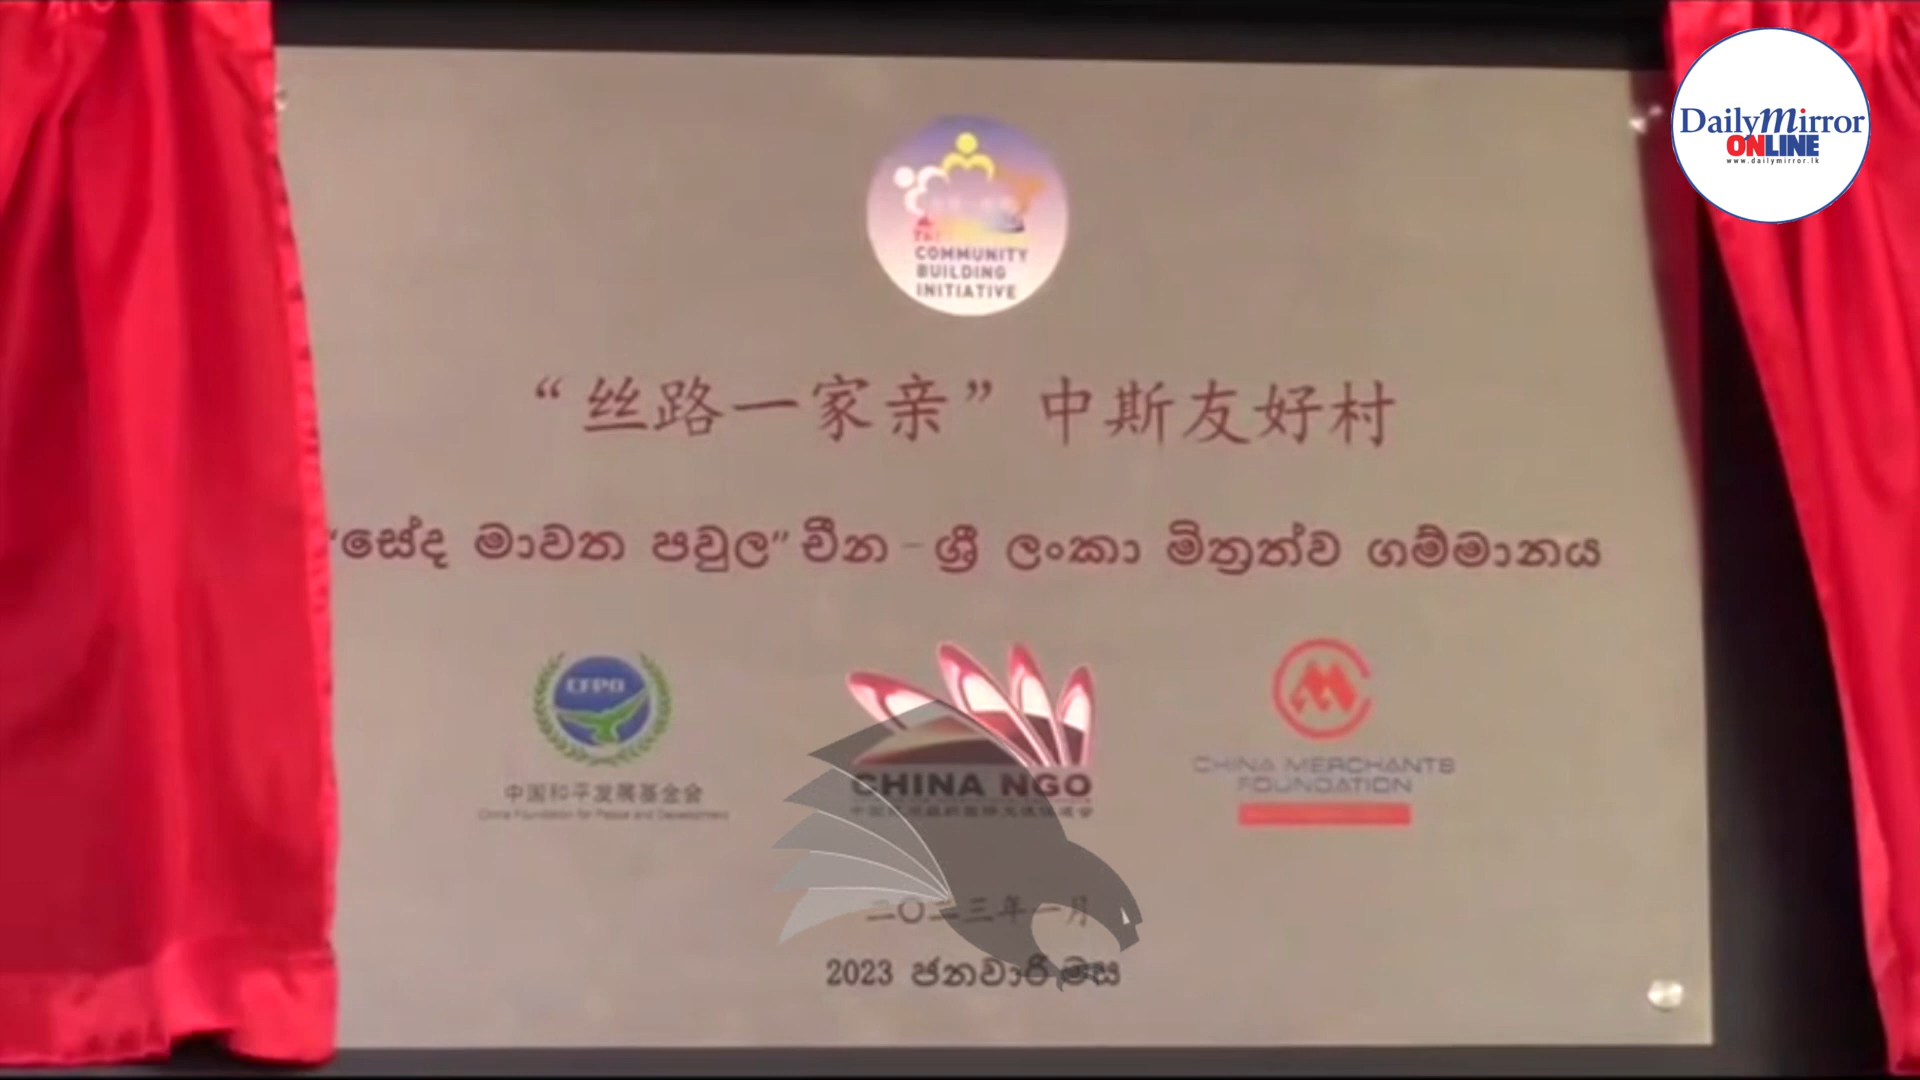 DailyMirror
ONLINE
www.dailymirror.lk
COMMUNITY
BUILDING
INITIATIVE
“丝路一家亲”中斯友好村
“සේද මාවත පවුල” චීන - ශ්‍රී ලංකා මිත්‍රත්ව ගම්මානය
CFPD
中国和平发展基金会
China Foundation for Peace and Development
CHINA NGO
CHINA MERCHANTS
FOUNDATION
二〇二三年一月
2023 ජනවාරි මස